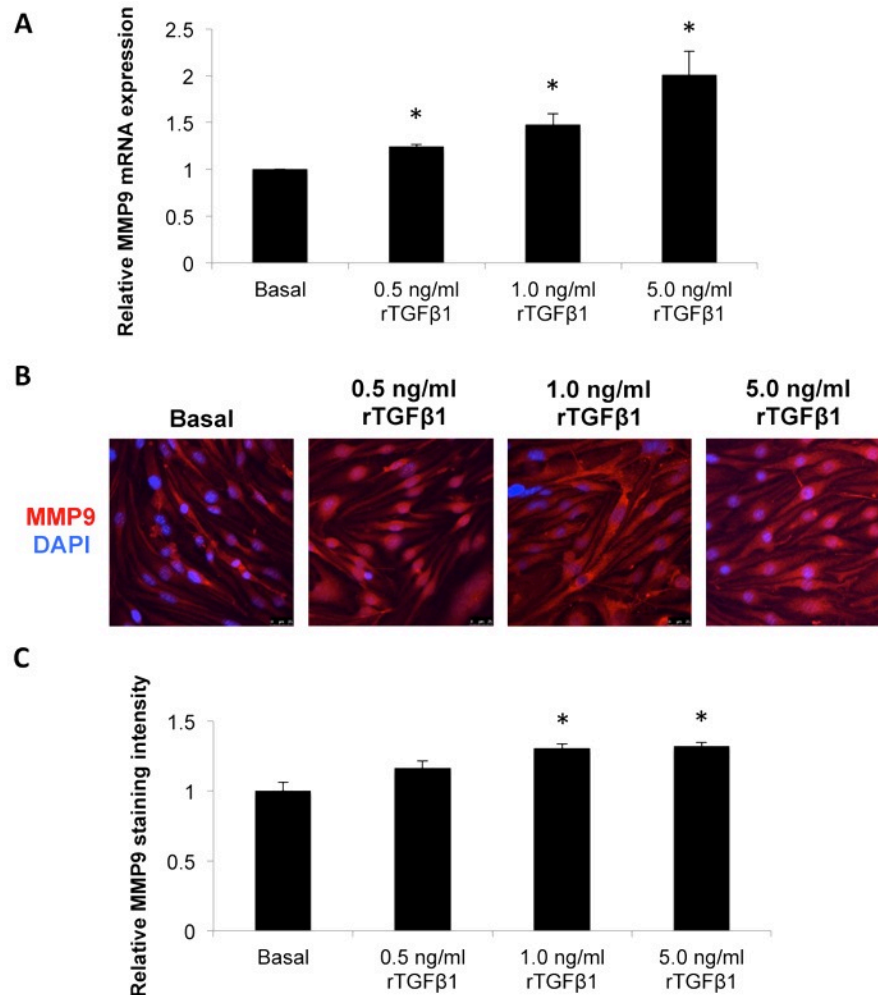 A
Relative MMP9 mRNA expression
2.5
2
1.5
1
0.5
0
*
*
*
Basal
0.5 ng/ml
rTGFβ1
1.0 ng/ml
rTGFβ1
5.0 ng/ml
rTGFβ1
B
Basal
0.5 ng/ml
rTGFβ1
1.0 ng/ml
rTGFβ1
5.0 ng/ml
rTGFβ1
MMP9
DAPI
C
Relative MMP9 staining intensity
1.5
1
0.5
0
*
*
Basal
0.5 ng/ml
rTGFβ1
1.0 ng/ml
rTGFβ1
5.0 ng/ml
rTGFβ1